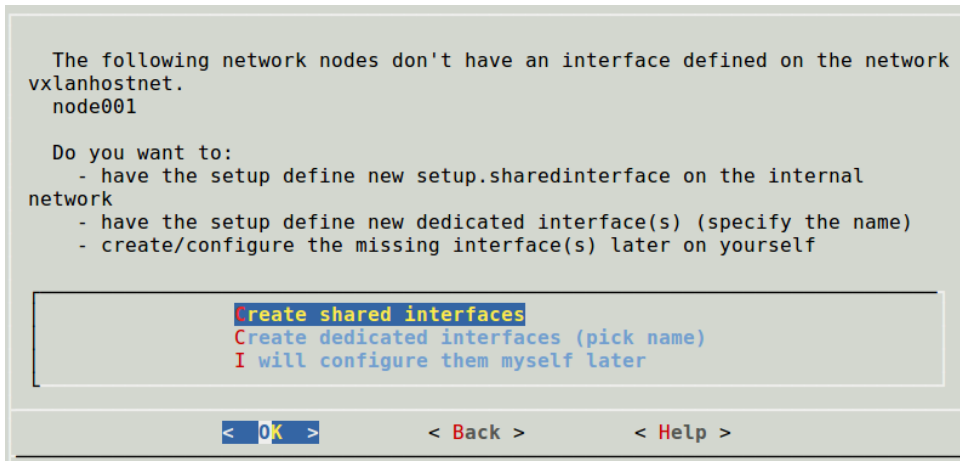 The following network nodes don't have an interface defined on the network
vxlanhostnet.
node001
Do you want to:
- have the setup define new setup.sharedinterface on the internal
network
- have the setup define new dedicated interface(s) (specify the name)
- create/configure the missing interface(s) later on yourself
Create shared interfaces
Create dedicated interfaces (pick name)
I will configure them myself later
< OK > < Back > < Help >